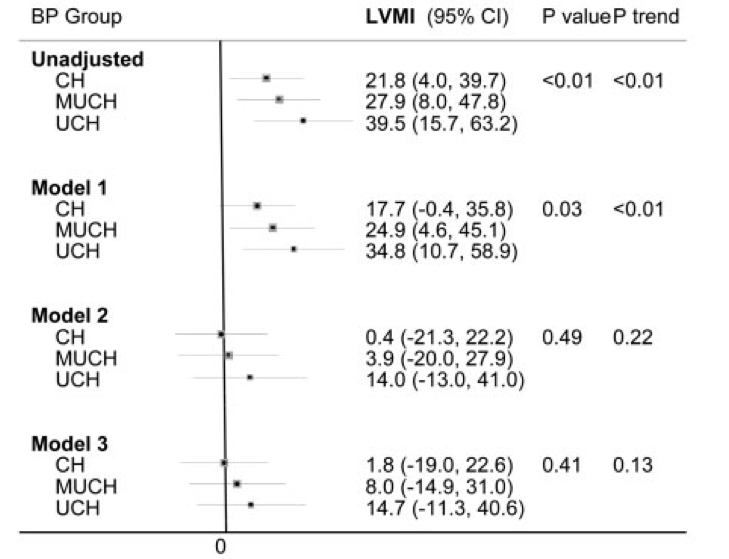 BP Group LVMI (95% CI) P value P trend
Unadjusted
CH 21.8 (4.0, 39.7) <0.01 <0.01
MUCH 27.9 (8.0, 47.8)
UCH 39.5 (15.7, 63.2)
Model 1
CH 17.7 (-0.4, 35.8) 0.03 <0.01
MUCH 24.9 (4.6, 45.1)
UCH 34.8 (10.7, 58.9)
Model 2
CH 0.4 (-21.3, 22.2) 0.49 0.22
MUCH 3.9 (-20.0, 27.9)
UCH 14.0 (-13.0, 41.0)
Model 3
CH 1.8 (-19.0, 22.6) 0.41 0.13
MUCH 8.0 (-14.9, 31.0)
UCH 14.7 (-11.3, 40.6)
0